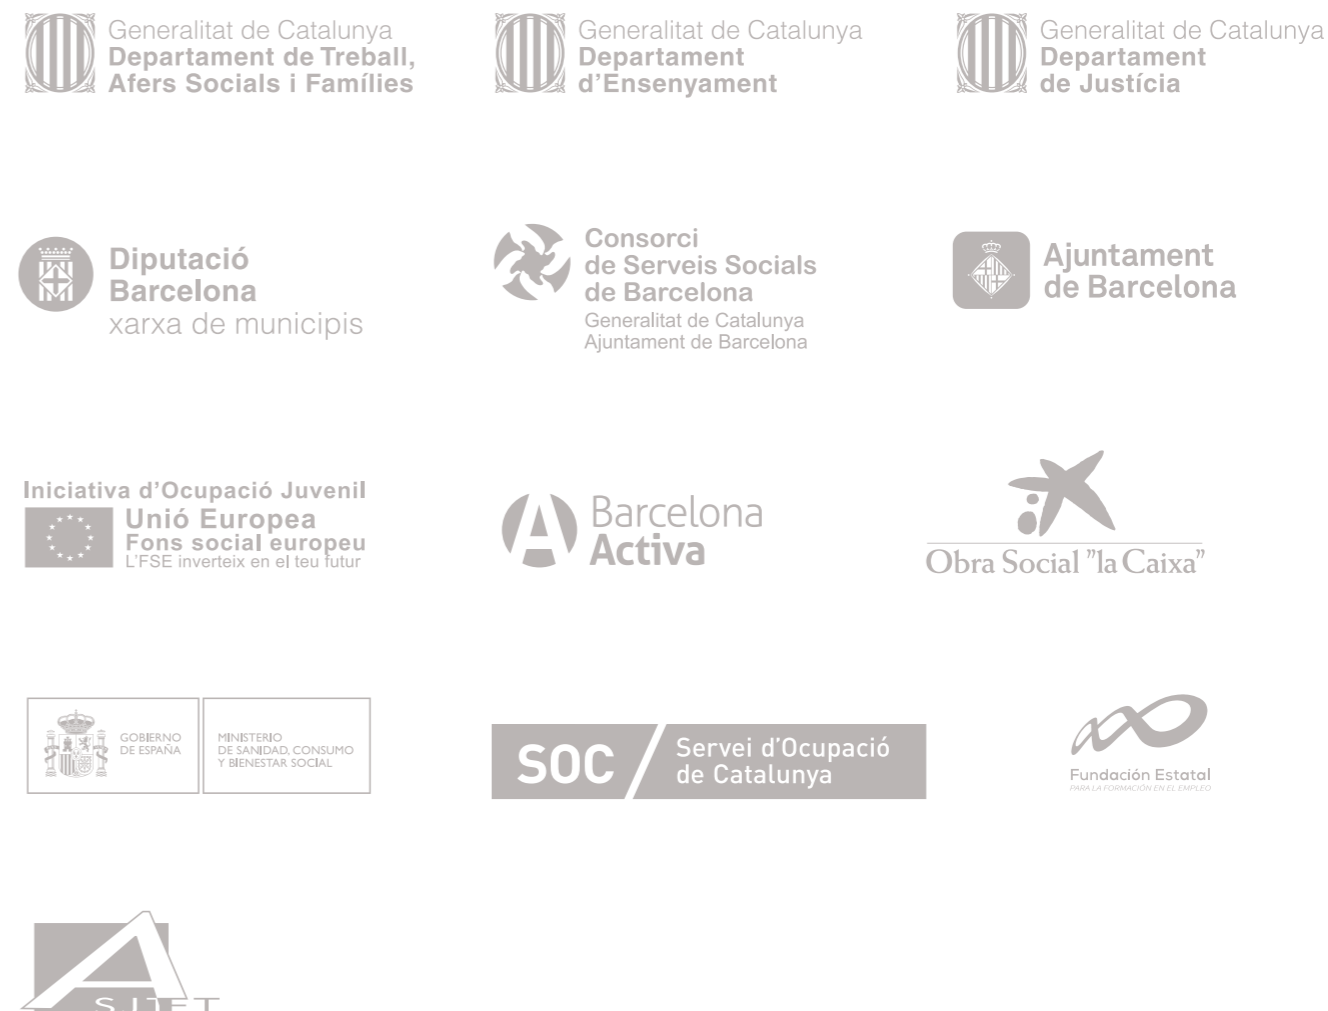 Generalitat de Catalunya
Departament de Treball,
Afers Socials i Famílies
Generalitat de Catalunya
Departament
d'Ensenyament
Generalitat de Catalunya
Departament
de Justícia
Diputació
Barcelona
xarxa de municipis
Consorci
de Serveis Socials
de Barcelona
Generalitat de Catalunya
Ajuntament de Barcelona
Ajuntament
de Barcelona
Iniciativa d'Ocupació Juvenil
Unió Europea
Fons social europeu
L'FSE inverteix en el teu futur
Barcelona
Activa
Obra Social "la Caixa"
GOBIERNO
DE ESPAÑA
MINISTERIO
DE SANIDAD, CONSUMO
Y BIENESTAR SOCIAL
SOC
Servei d'Ocupació
de Catalunya
Fundación Estatal
PARA LA FORMACIÓN EN EL EMPLEO